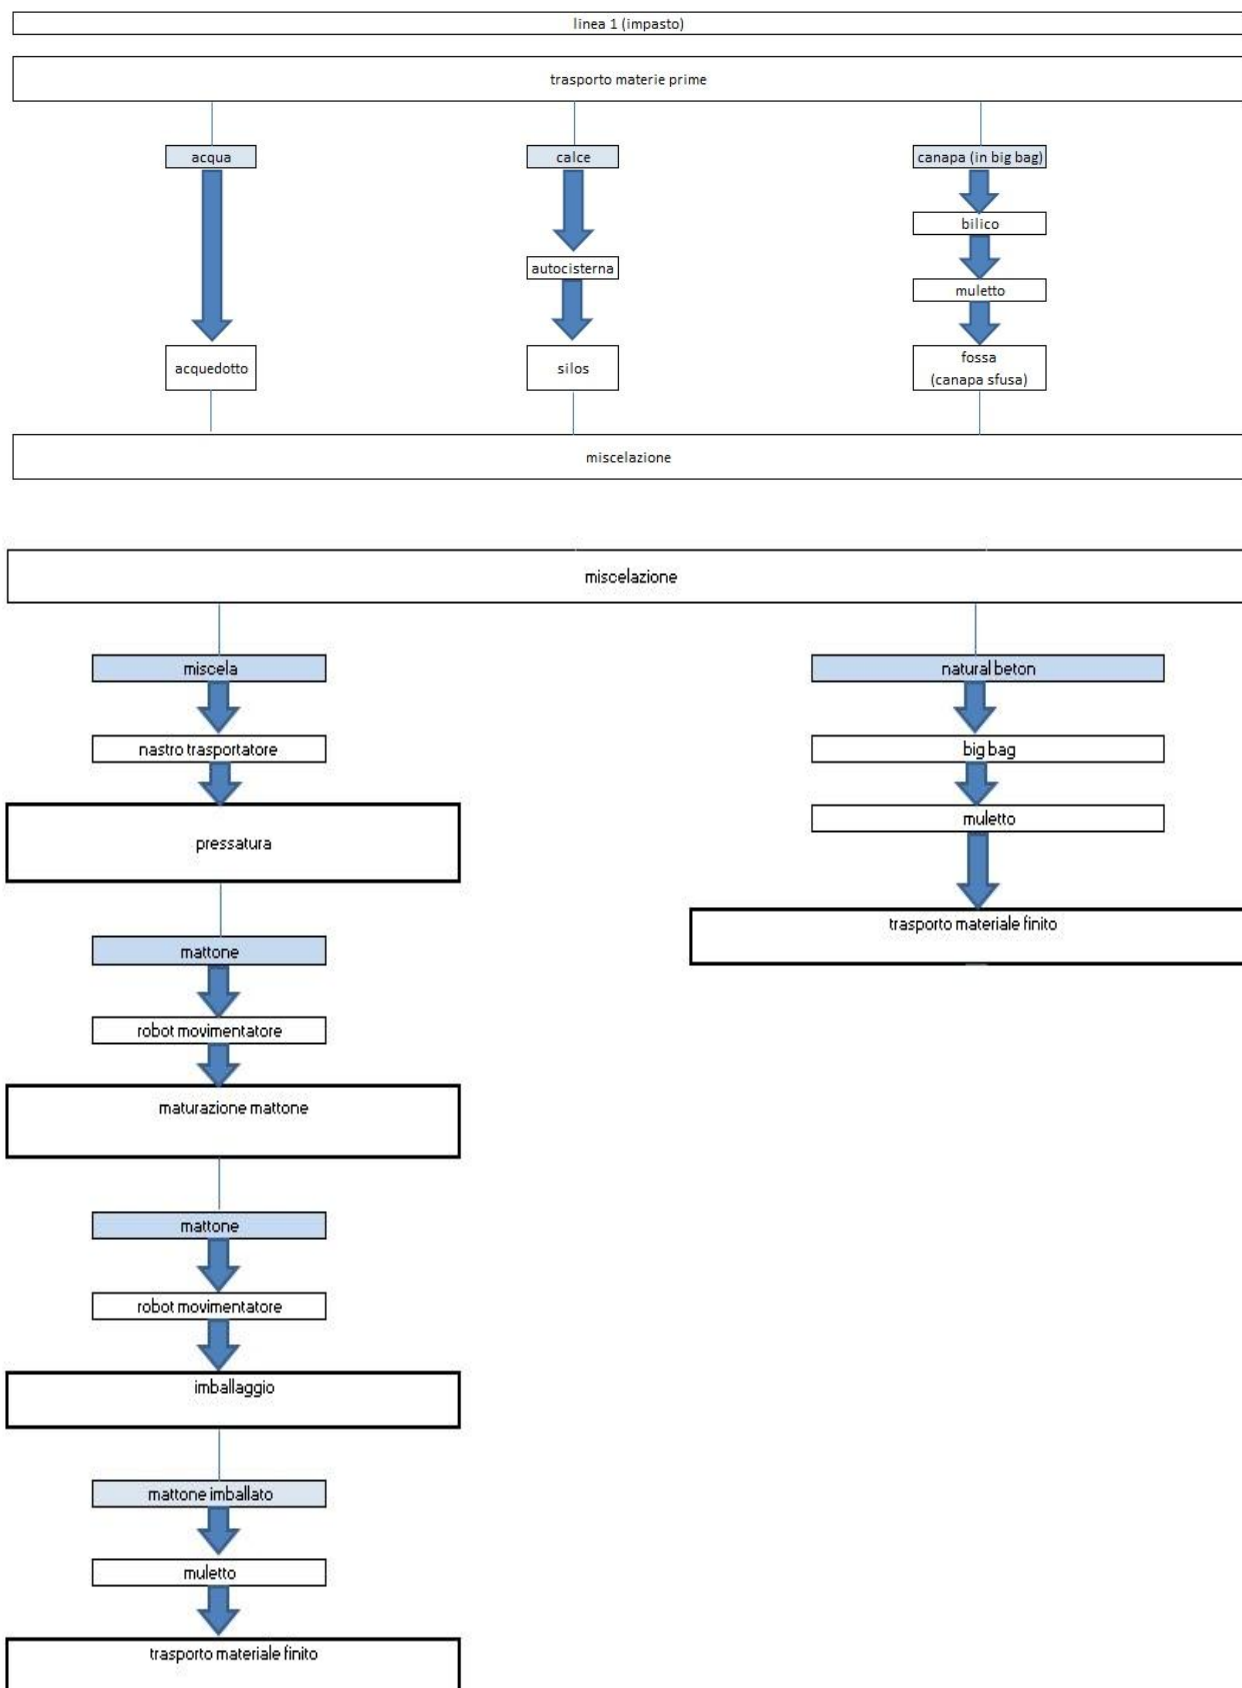 linea 1 (impasto)
trasporto materie prime
acqua
calce
canapa (in big bag)
bilico
autocisterna
muletto
acquedotto
silos
fossa
(canapa sfusa)
miscelazione
miscelazione
miscela
nastro trasportatore
pressatura
mattone
robot movimentatore
maturazione mattone
mattone
robot movimentatore
imballaggio
mattone imballato
muletto
trasporto materiale finito
natural beton
big bag
muletto
trasporto materiale finito